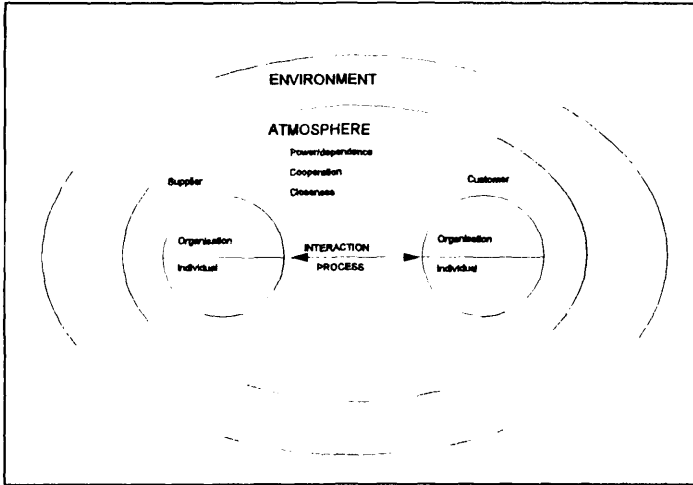 ENVIRONMENT
ATMOSPHERE
Power/dependence
Cooperation
Closeness
Supplier
Customer
Organisation
Individual
INTERACTION
PROCESS
Organisation
Individual